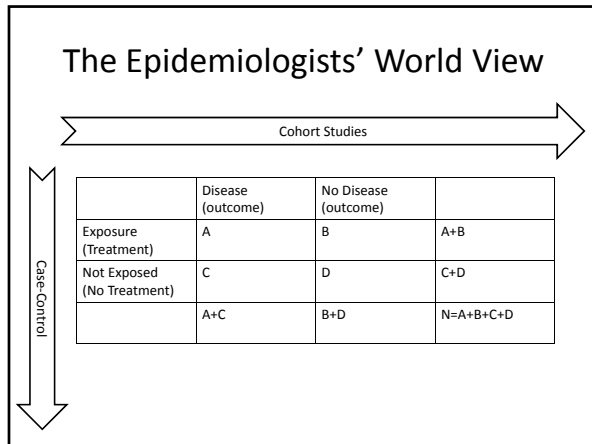 The Epidemiologists’ World View
Cohort Studies
Case-Control
Disease
(outcome)
No Disease
(outcome)
Exposure
(Treatment)
A
B
A+B
Not Exposed
(No Treatment)
C
D
C+D
A+C
B+D
N=A+B+C+D